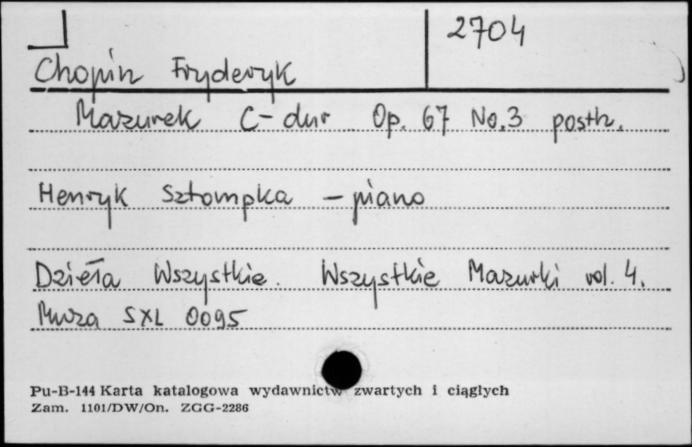 2704
Chopin Fryderyk
Mazurek C-dur Op. 67 No.3 posth.
Henryk Sztompka - piano
Dzieła Wszystkie. Wszystkie Mazurki vol. 4.
Muza SXL 0095
Pu-B-144 Karta katalogowa wydawnictw zwartych i ciągłych
Zam. 1101/DW/On. ZGG-2286